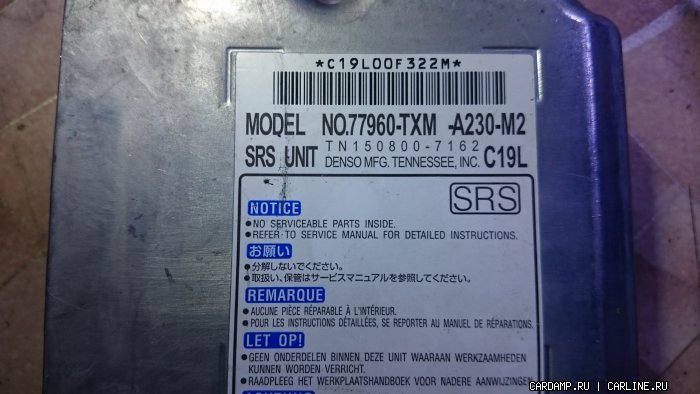 *C19L00F322M*
MODEL NO.77960-TXM -A230-M2
TN150800-7162
SRS UNIT DENSO MFG. TENNESSEE, INC. C19L
SRS
NOTICE
●NO SERVICEABLE PARTS INSIDE.
●REFER TO SERVICE MANUAL FOR DETAILED INSTRUCTIONS.
お願い
●分解しないでください。
●取扱い、保管はサービスマニュアルを参照してください。
REMARQUE
●AUCUNE PIÈCE RÉPARABLE À L'INTÉRIEUR.
●POUR LES INSTRUCTIONS DÉTAILLÉES, SE REPORTER AU MANUEL DE RÉPARATIONS.
LET OP!
●GEEN ONDERDELEN BINNEN DEZE UNIT WAARAAN WERKZAAMHEDEN
KUNNEN WORDEN VERRICHT.
●RAADPLEEG HET WERKPLAATSHANDBOEK VOOR NADERE AANWIJZINGEN
CARDAMP.RU | CARLINE.RU